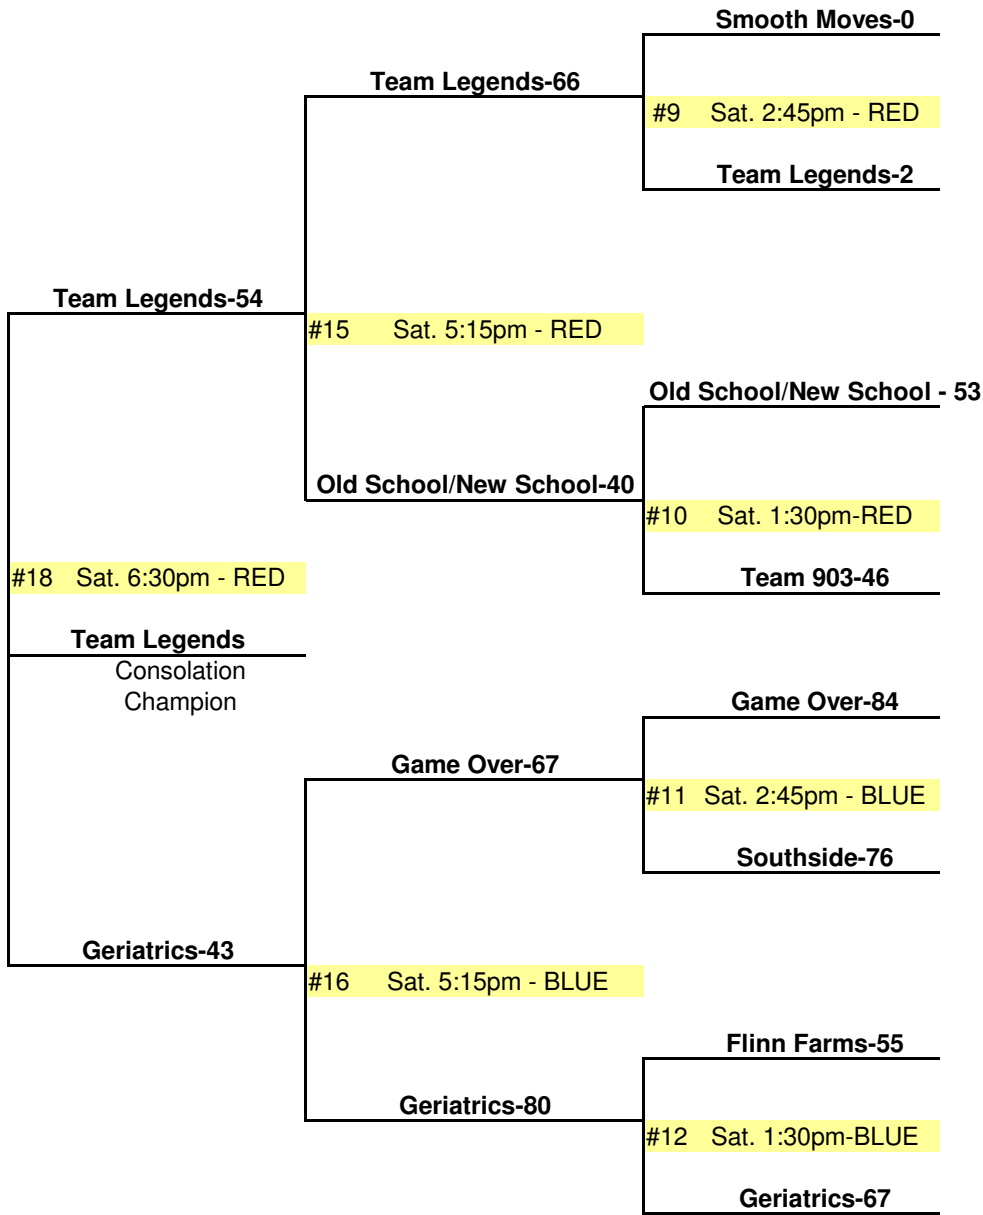 Smooth Moves-0
Team Legends-66
#9 Sat. 2:45pm - RED
Team Legends-2
Team Legends-54
#15 Sat. 5:15pm - RED
Old School/New School - 53
Old School/New School-40
#10 Sat. 1:30pm-RED
#18 Sat. 6:30pm - RED
Team 903-46
Team Legends
Consolation
Champion
Game Over-84
Game Over-67
#11 Sat. 2:45pm - BLUE
Southside-76
Geriatrics-43
#16 Sat. 5:15pm - BLUE
Flinn Farms-55
Geriatrics-80
#12 Sat. 1:30pm-BLUE
Geriatrics-67